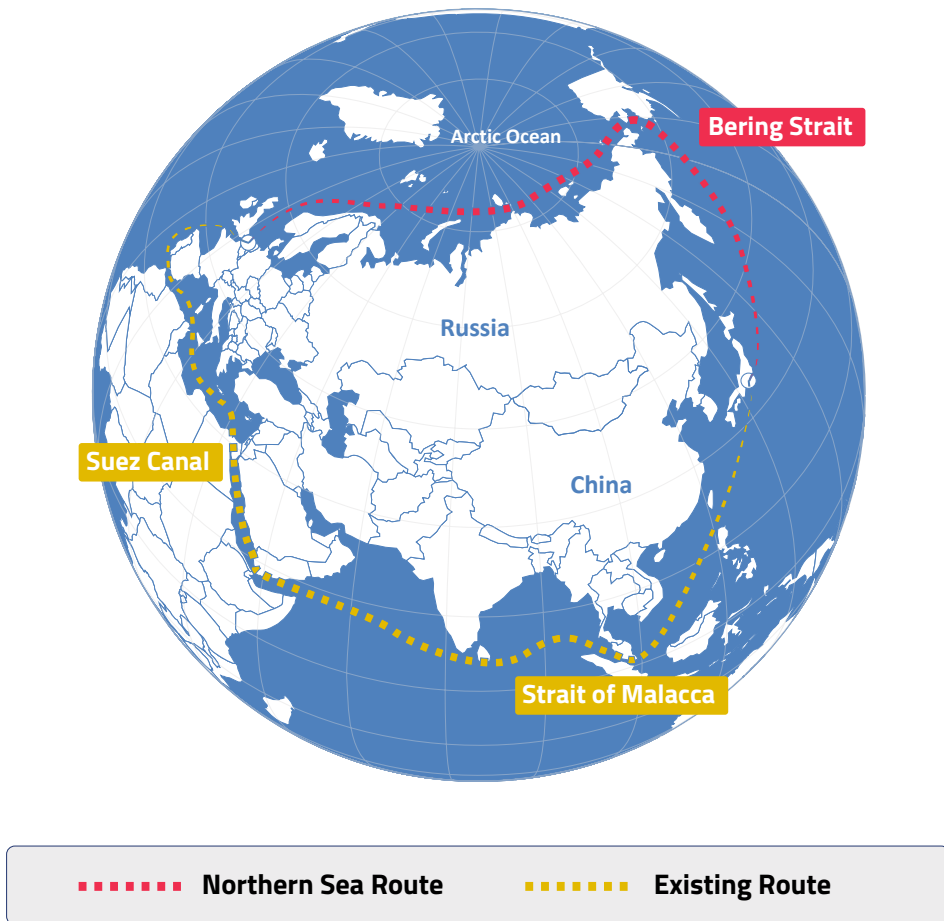 Arctic Ocean
Bering Strait
Russia
Suez Canal
China
Strait of Malacca
Northern Sea Route
Existing Route